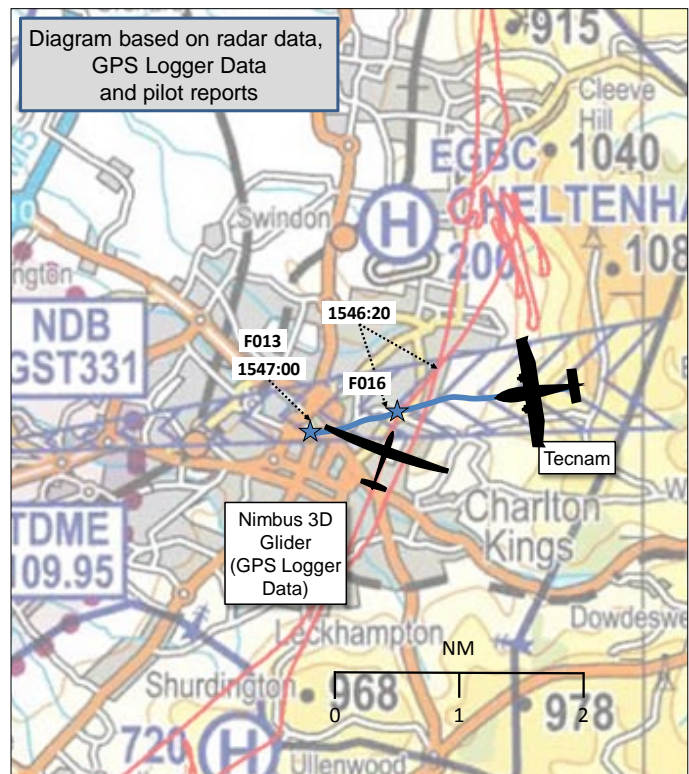 Diagram based on radar data,
GPS Logger Data
and pilot reports
915
Cleeve
Hill
EGBC 1040
CHELTENHA
200
108
Swindon
H
M5
10
ngton
NDB
GST331
F013
1547:00
1546:20
F016
Tecnam
Nimbus 3D
Glider
(GPS Logger
Data)
TDME
109.95
Charlton
Kings
Dowdeswe
Leckhampton
NM
0 1 2
Shurdington
968
978
720
H
Ullenwood